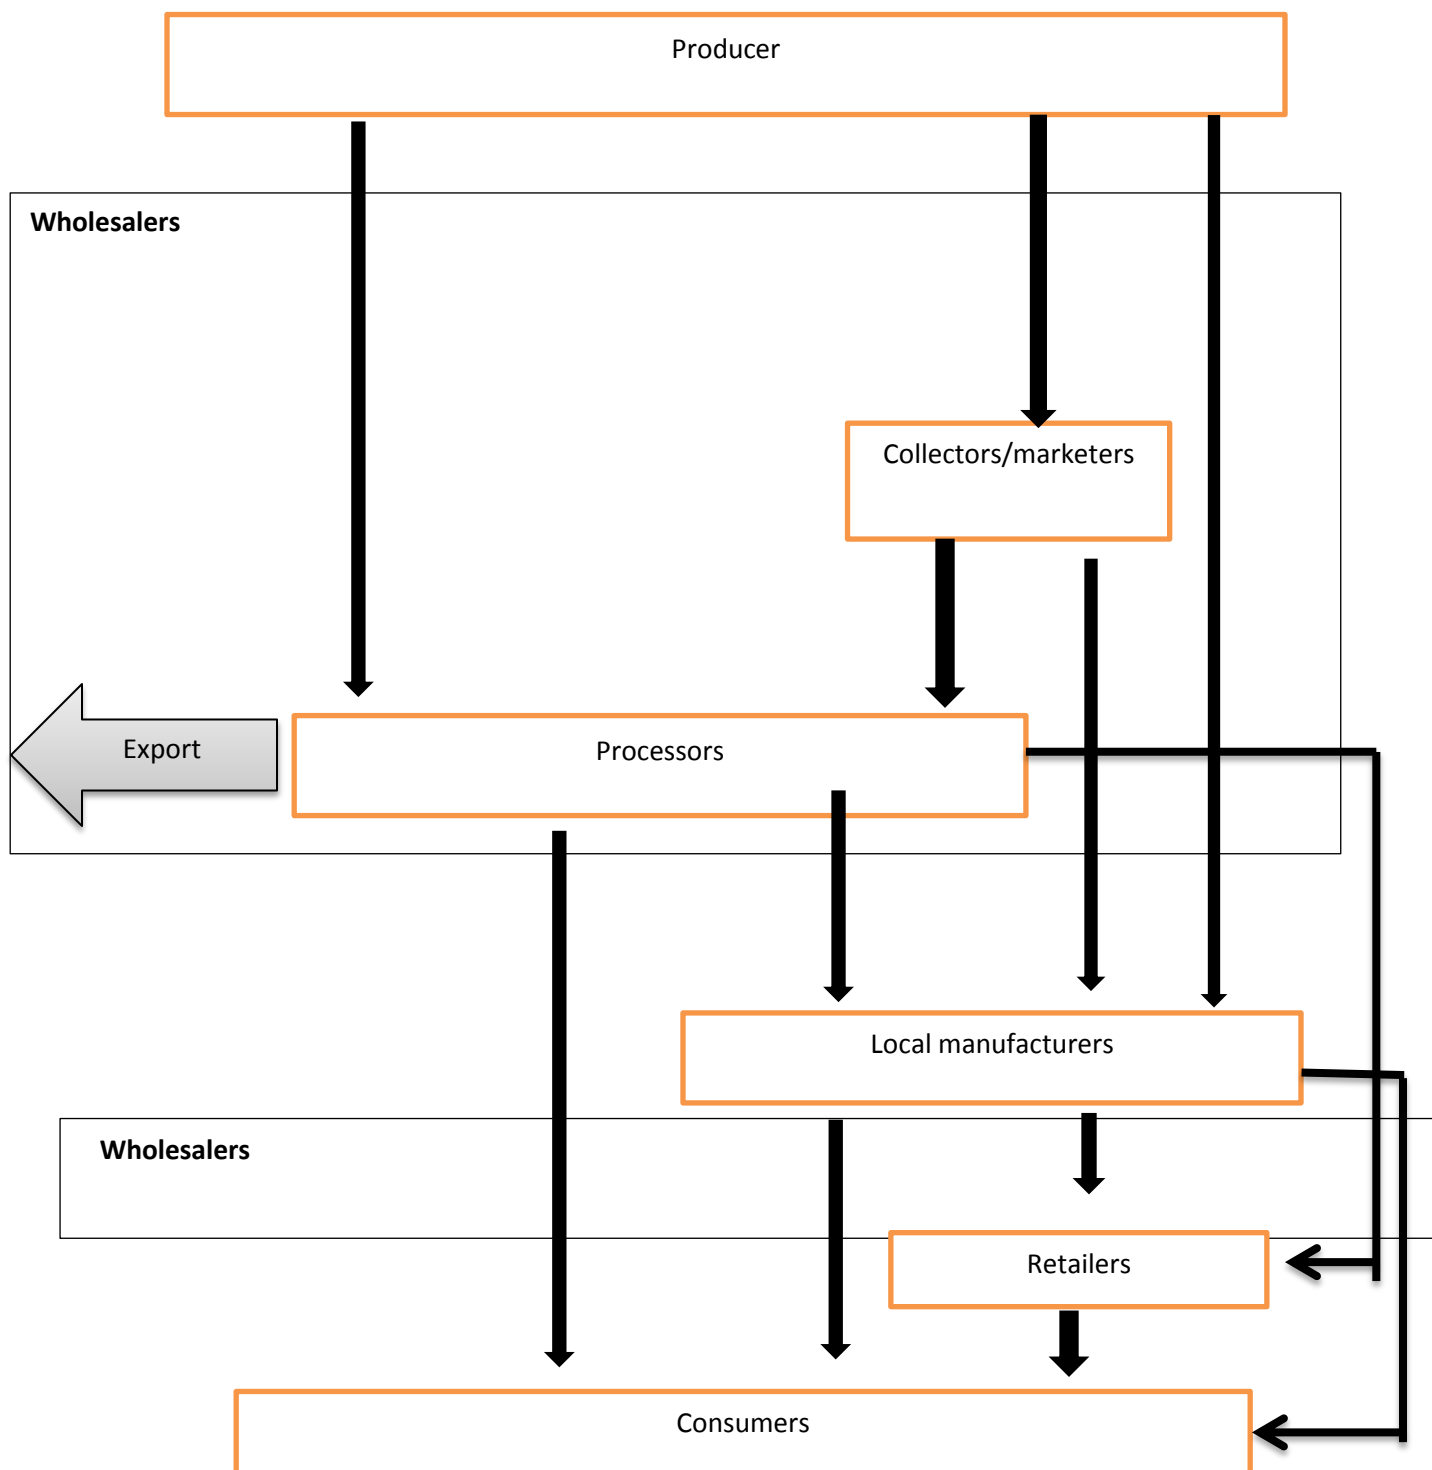 Producer
Wholesalers
Collectors/marketers
Export
Processors
Local manufacturers
Wholesalers
Retailers
Consumers